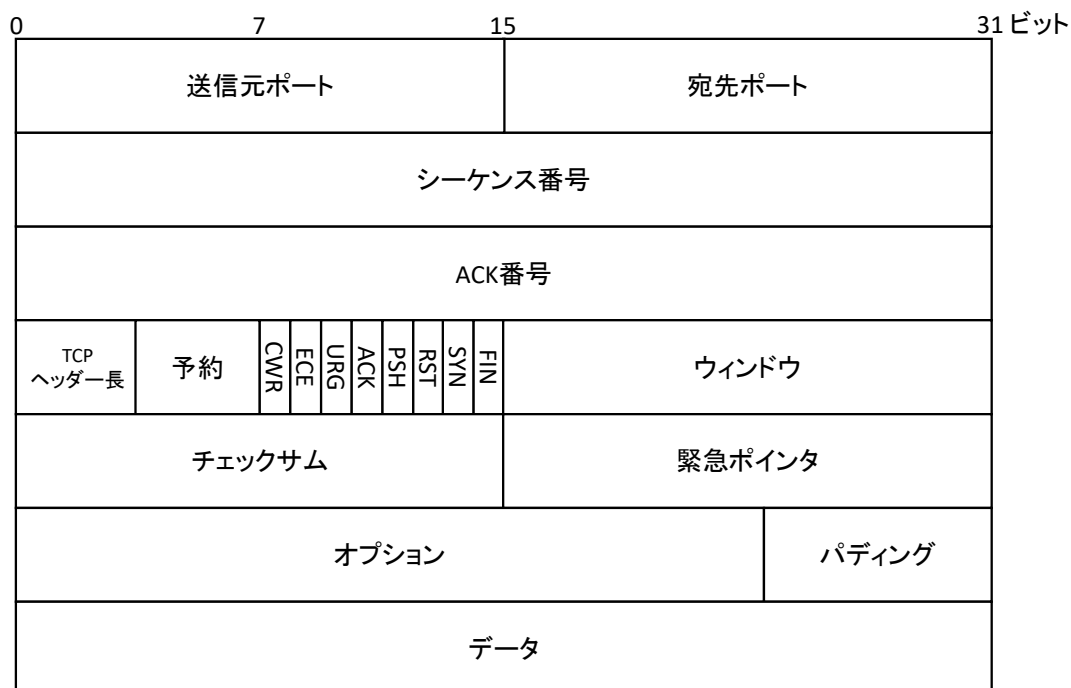 0 7 15 31 ビット
送信元ポート 宛先ポート
シーケンス番号
ACK番号
TCP
ヘッダー長 予約 CWR ECE URG ACK PSH RST SYN FIN ウィンドウ
チェックサム 緊急ポインタ
オプション パディング
データ